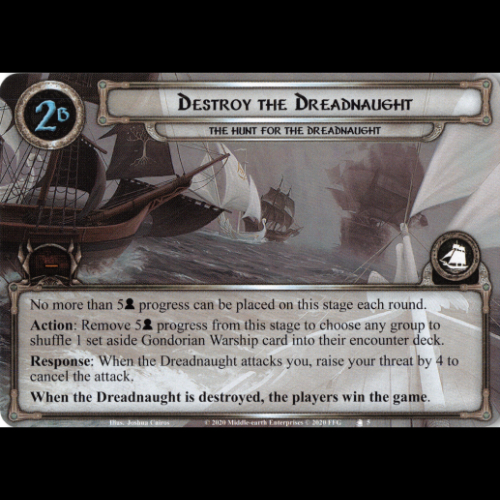 2B
DESTROY THE DREADNAUGHT
THE HUNT FOR THE DREADNAUGHT
-
No more than 5 progress can be placed on this stage each round.
Action: Remove 5 progress from this stage to choose any group to
shuffle 1 set aside Gondorian Warship card into their encounter deck.
Response: When the Dreadnaught attacks you, raise your threat by 4 to
cancel the attack.
When the Dreadnaught is destroyed, the players win the game.
Illus. Joshua Cairos © 2020 Middle-earth Enterprises © 2020 FFG 5